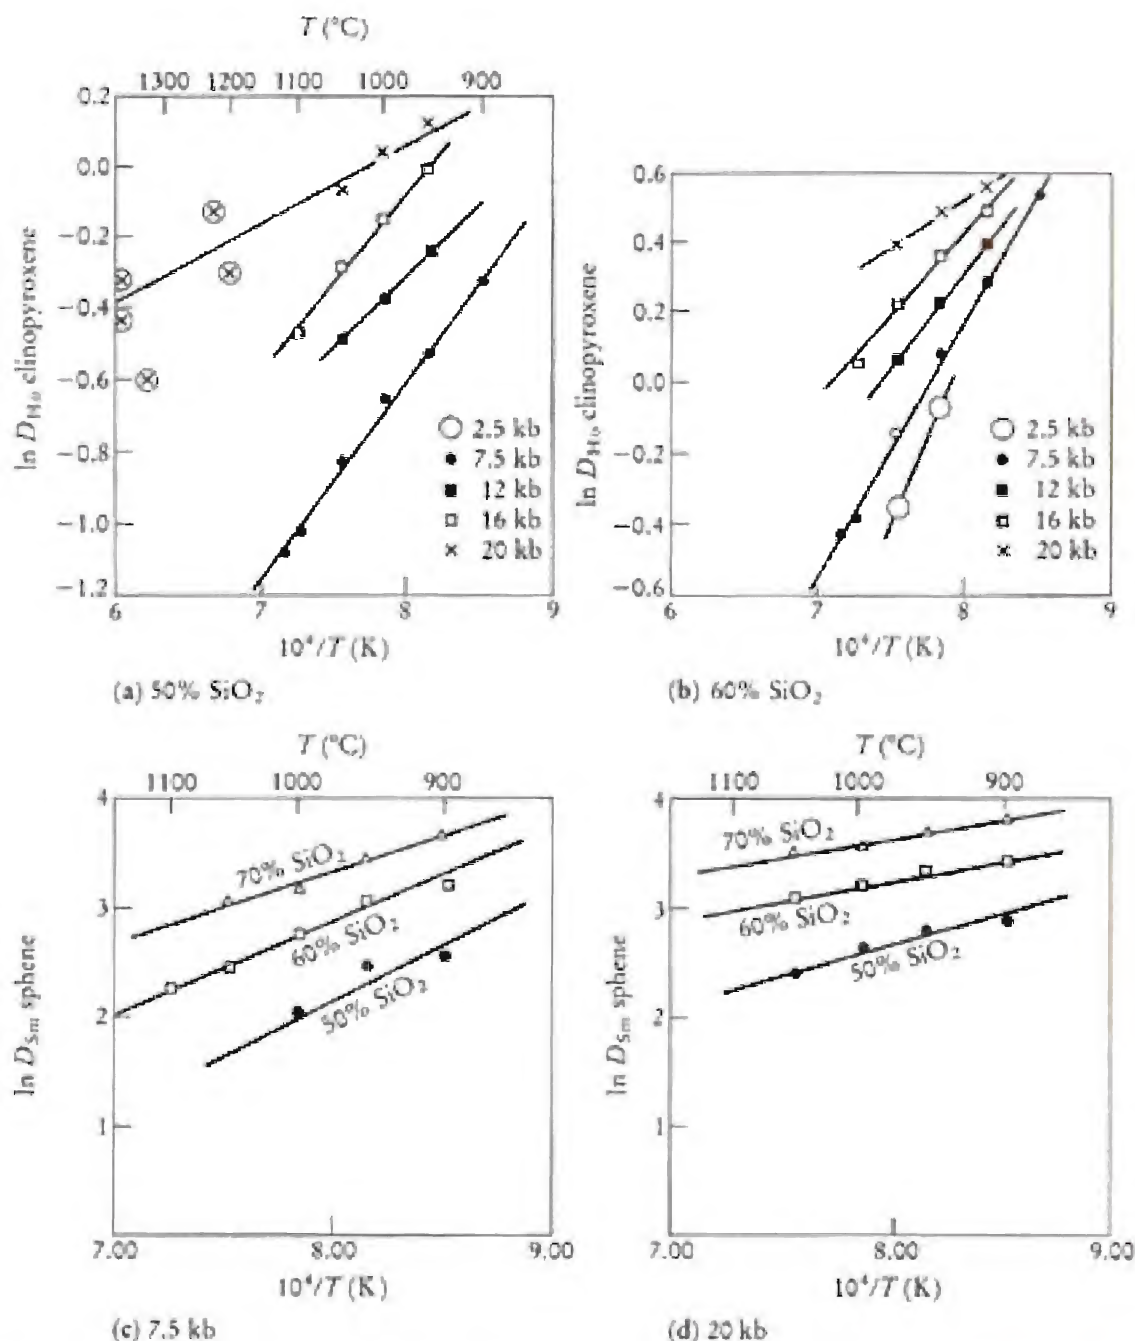 T (°C)
1300 1200 1100 1000 900
0.2
0.0
−0.2
−0.4
−0.6
−0.8
−1.0
−1.2
ln D_Ho clinopyroxene
2.5 kb
7.5 kb
12 kb
16 kb
20 kb
6 7 8 9
10⁴/T (K)
(a) 50% SiO₂
0.6
0.4
0.2
0.0
−0.2
−0.4
−0.6
ln D_Ho clinopyroxene
2.5 kb
7.5 kb
12 kb
16 kb
20 kb
6 7 8 9
10⁴/T (K)
(b) 60% SiO₂
T (°C)
1100 1000 900
4
3
2
1
ln D_Sm sphene
70% SiO₂
60% SiO₂
50% SiO₂
7.00 8.00 9.00
10⁴/T (K)
(c) 7.5 kb
T (°C)
1100 1000 900
4
3
2
1
ln D_Sm sphene
70% SiO₂
60% SiO₂
50% SiO₂
7.00 8.00 9.00
10⁴/T (K)
(d) 20 kb